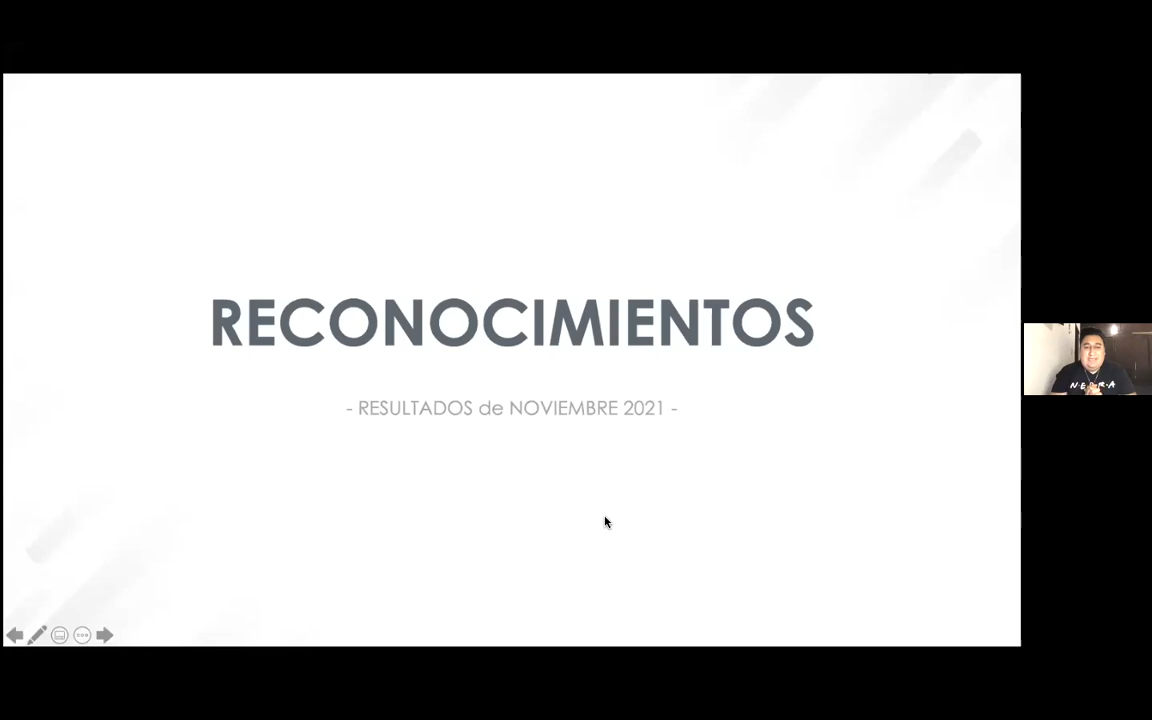 RECONOCIMIENTOS
- RESULTADOS de NOVIEMBRE 2021 -